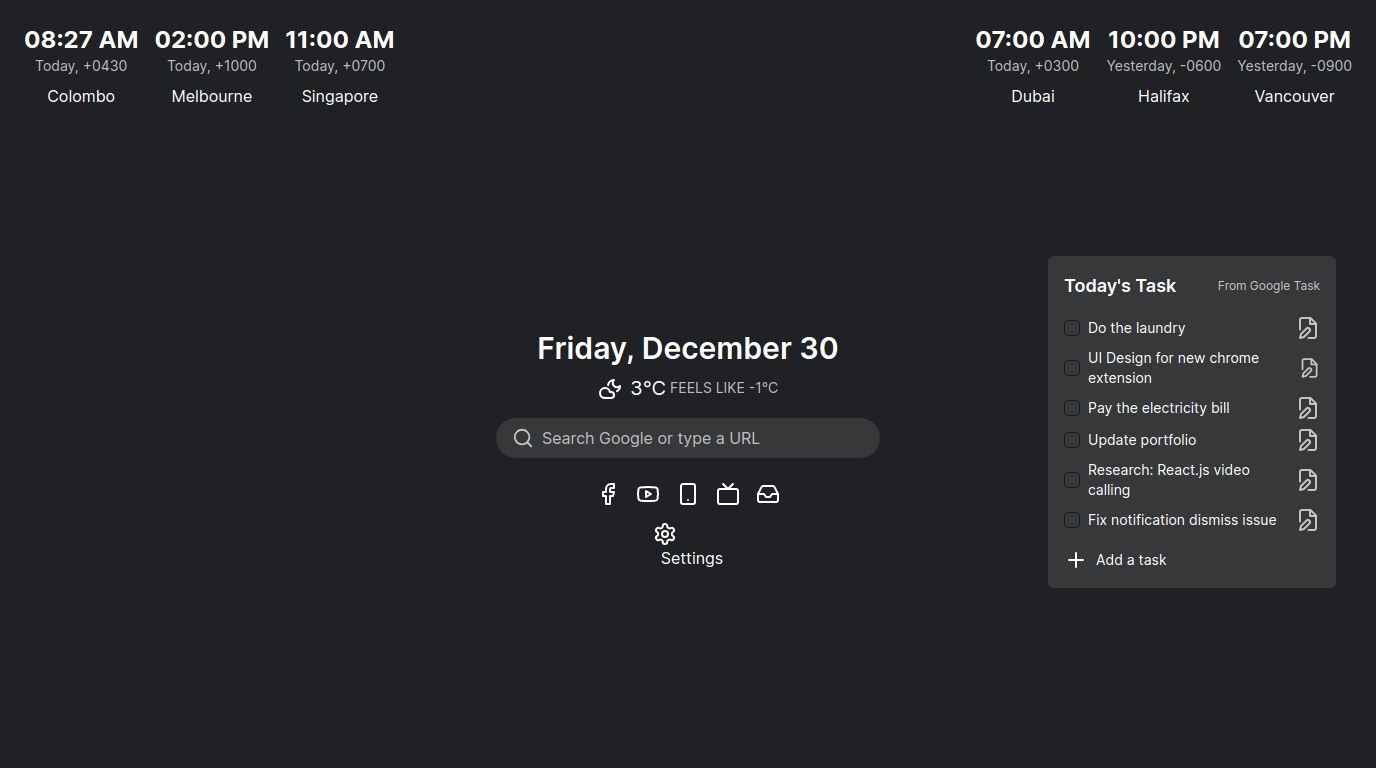 08:27 AM
Today, +0430
Colombo
02:00 PM
Today, +1000
Melbourne
11:00 AM
Today, +0700
Singapore
07:00 AM
Today, +0300
Dubai
10:00 PM
Yesterday, -0600
Halifax
07:00 PM
Yesterday, -0900
Vancouver
Friday, December 30
3°C FEELS LIKE -1°C
Search Google or type a URL
Settings
Today's Task
From Google Task
Do the laundry
UI Design for new chrome
extension
Pay the electricity bill
Update portfolio
Research: React.js video
calling
Fix notification dismiss issue
Add a task